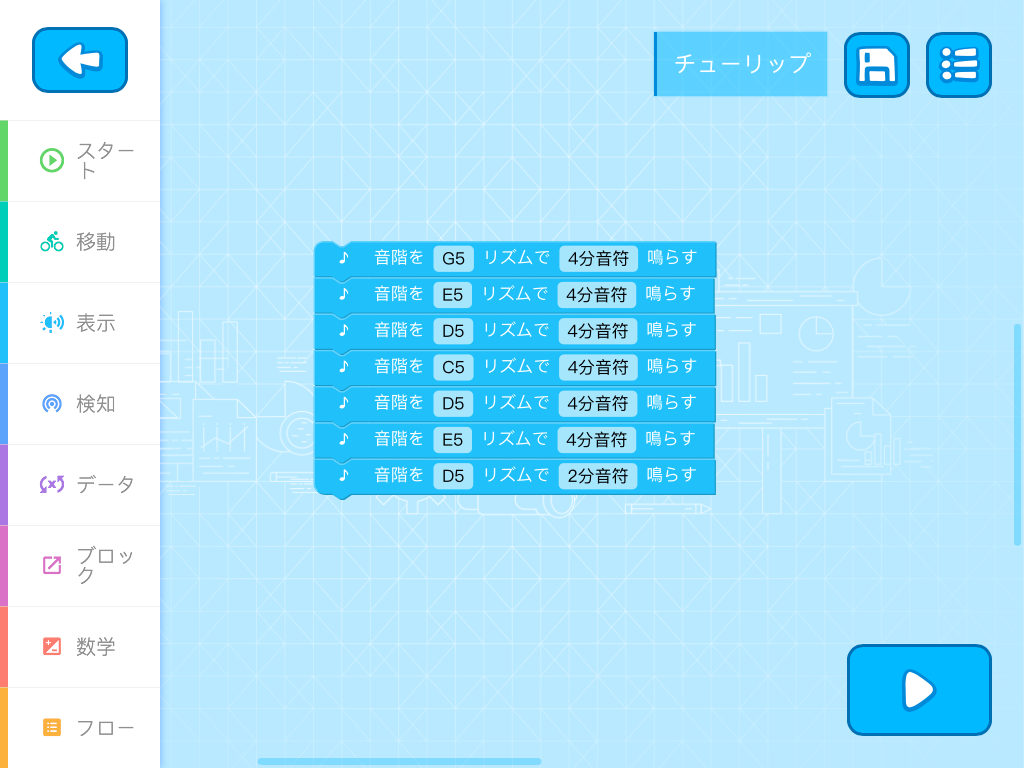 チューリップ
スタート
移動
表示
検知
データ
ブロック
数学
フロー
音階を G5 リズムで 4分音符 鳴らす
音階を E5 リズムで 4分音符 鳴らす
音階を D5 リズムで 4分音符 鳴らす
音階を C5 リズムで 4分音符 鳴らす
音階を D5 リズムで 4分音符 鳴らす
音階を E5 リズムで 4分音符 鳴らす
音階を D5 リズムで 2分音符 鳴らす